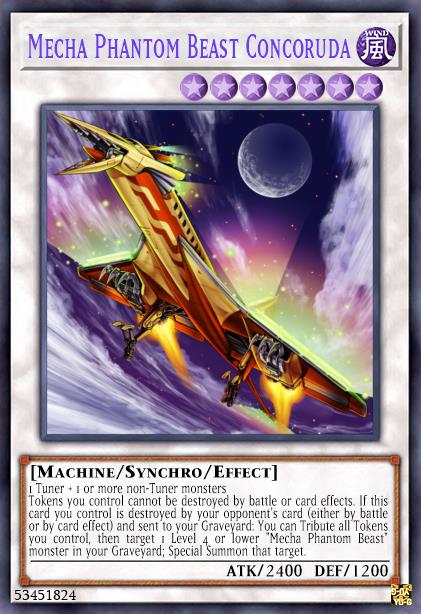 Mecha Phantom Beast Concoruda
WIND
風
[Machine/Synchro/Effect]
1 Tuner + 1 or more non-Tuner monsters
Tokens you control cannot be destroyed by battle or card effects. If this
card you control is destroyed by your opponent's card (either by battle
or by card effect) and sent to your Graveyard: You can Tribute all Tokens
you control, then target 1 Level 4 or lower "Mecha Phantom Beast"
monster in your Graveyard; Special Summon that target.
ATK/2400 DEF/1200
53451824